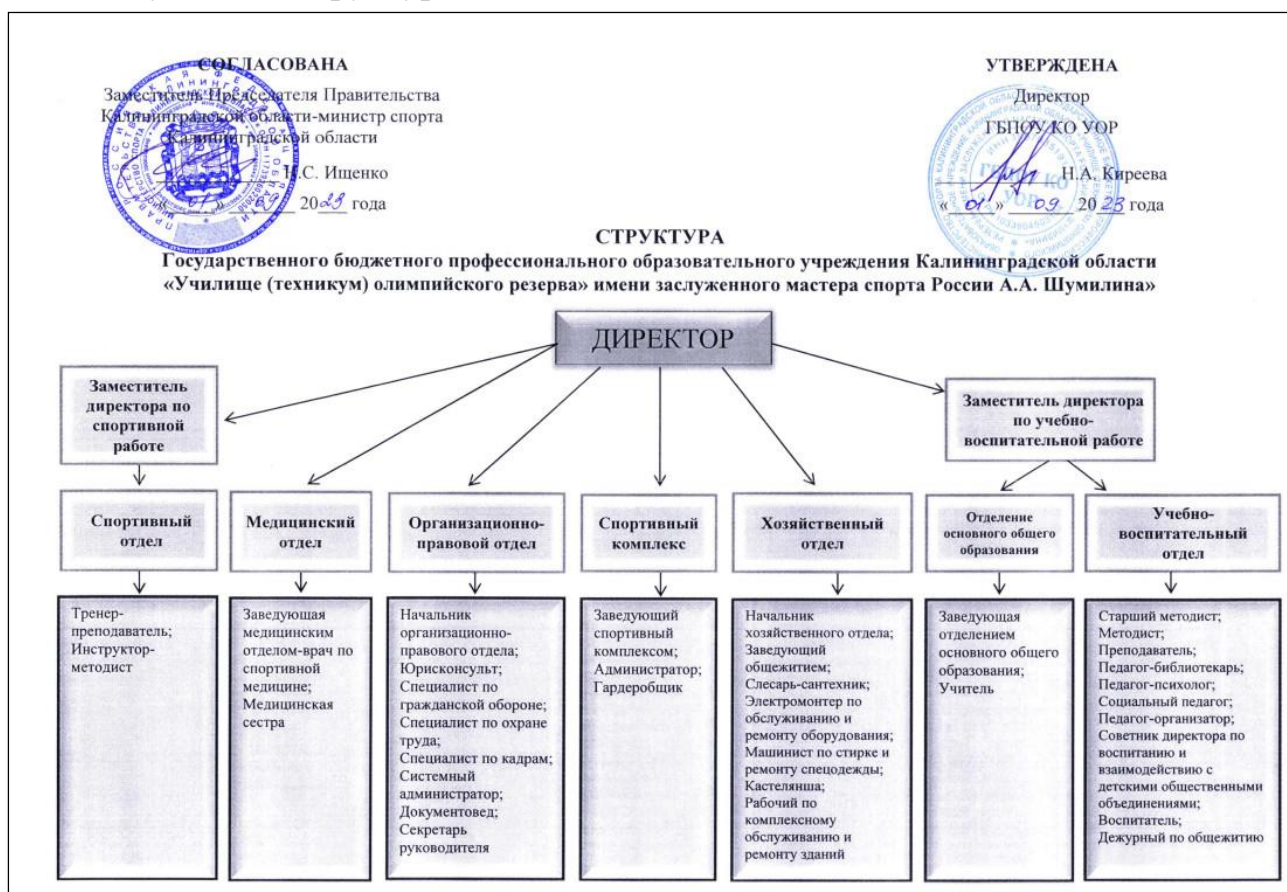 СОГЛАСОВАНА
Заместитель Председателя Правительства
Калининградской области-министр спорта
Калининградской области
Н.С. Ищенко
« 01 » 09 2023 года
УТВЕРЖДЕНА
Директор
ГБПОУ КО УОР
Н.А. Киреева
« 01 » 09 2023 года
ГБПОУ КО
УОР
СТРУКТУРА
Государственного бюджетного профессионального образовательного учреждения Калининградской области
«Училище (техникум) олимпийского резерва» имени заслуженного мастера спорта России А.А. Шумилина»
ДИРЕКТОР
Заместитель
директора по
спортивной
работе
Заместитель директора
по учебно-
воспитательной работе
Спортивный
отдел
Медицинский
отдел
Организационно-
правовой отдел
Спортивный
комплекс
Хозяйственный
отдел
Отделение
основного общего
образования
Учебно-
воспитательный
отдел
Тренер-
преподаватель;
Инструктор-
методист
Заведующая
медицинским
отделом-врач по
спортивной
медицине;
Медицинская
сестра
Начальник
организационно-
правового отдела;
Юрисконсульт;
Специалист по
гражданской обороне;
Специалист по охране
труда;
Специалист по кадрам;
Системный
администратор;
Документовед;
Секретарь
руководителя
Заведующий
спортивный
комплексом;
Администратор;
Гардеробщик
Начальник
хозяйственного отдела;
Заведующий
общежитием;
Слесарь-сантехник;
Электромонтер по
обслуживанию и
ремонту оборудования;
Машинист по стирке и
ремонту спецодежды;
Кастелянша;
Рабочий по
комплексному
обслуживанию и
ремонту зданий
Заведующая
отделением
основного общего
образования;
Учитель
Старший методист;
Методист;
Преподаватель;
Педагог-библиотекарь;
Педагог-психолог;
Социальный педагог;
Педагог-организатор;
Советник директора по
воспитанию и
взаимодействию с
детскими общественными
объединениями;
Воспитатель;
Дежурный по общежитию